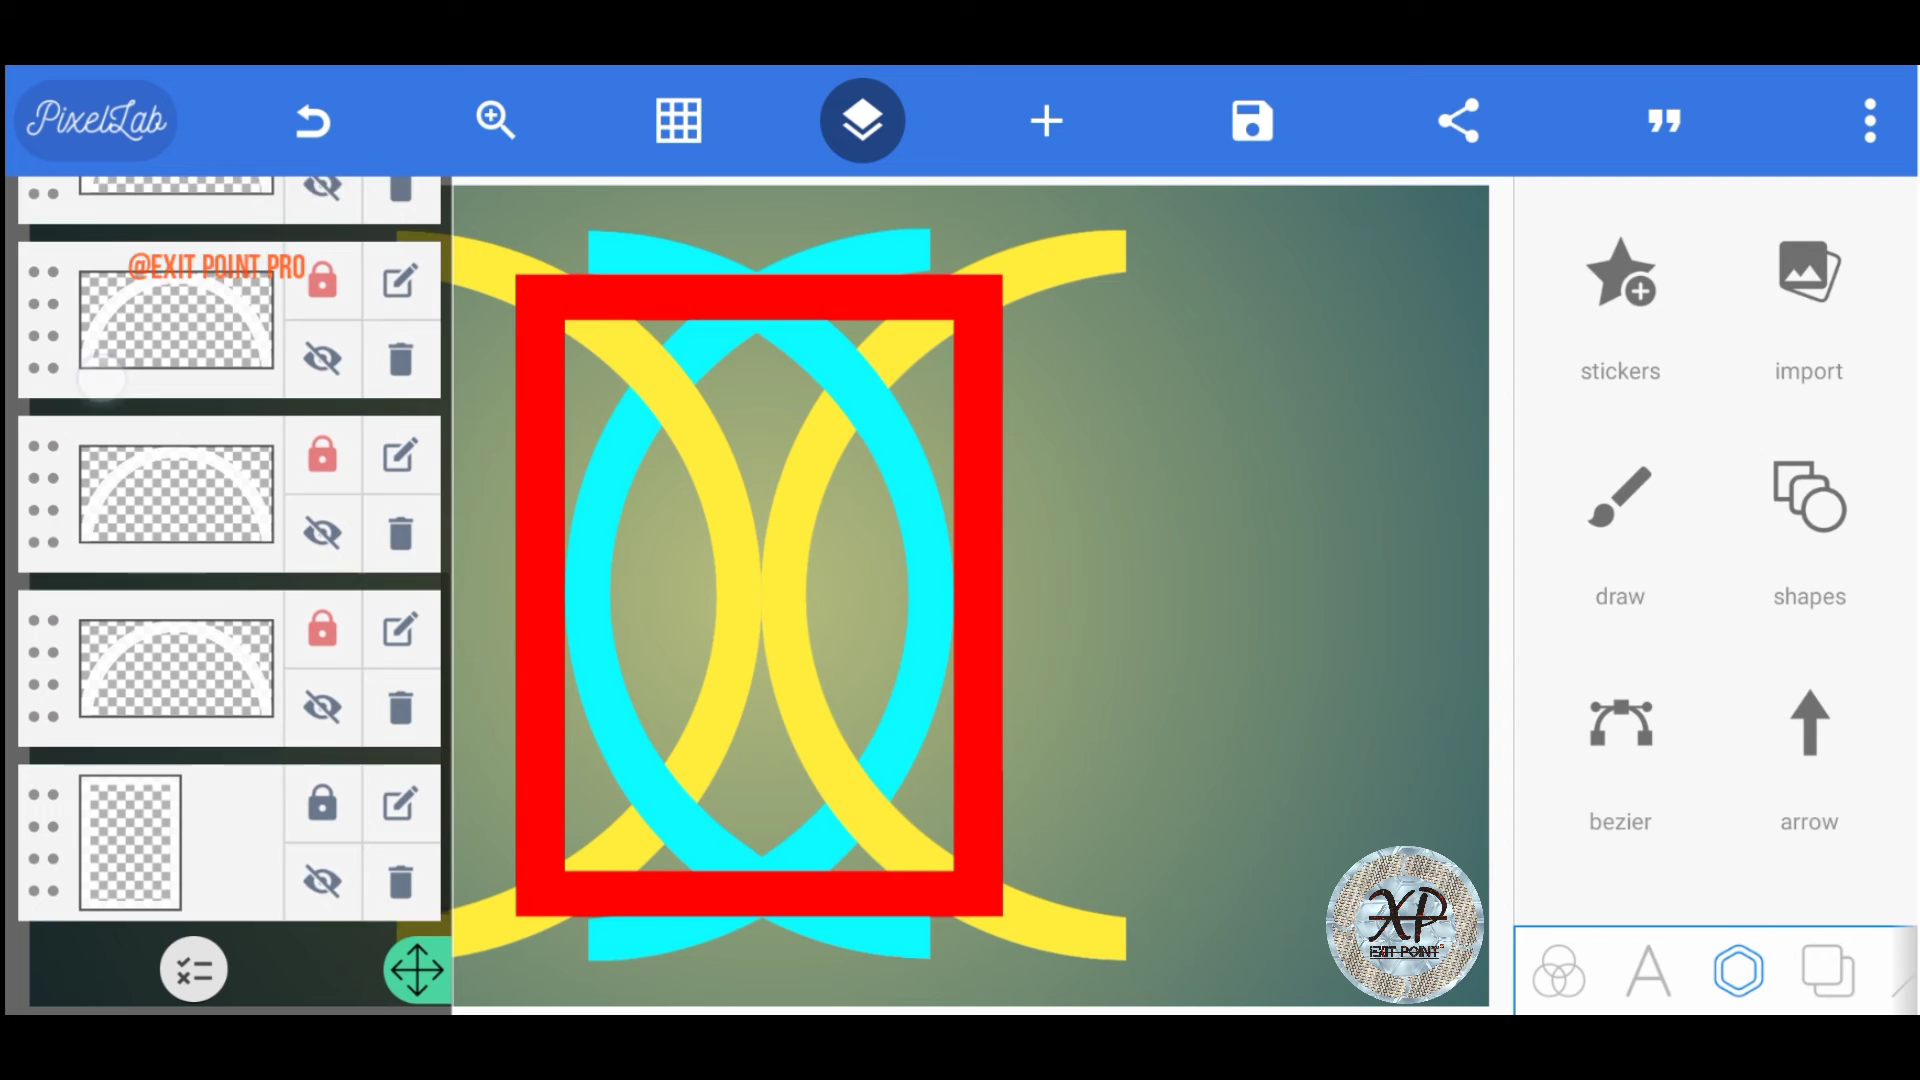 PixelLab
@EXIT POINT PRO
stickers
import
draw
shapes
bezier
arrow
XP
EXIT POINT